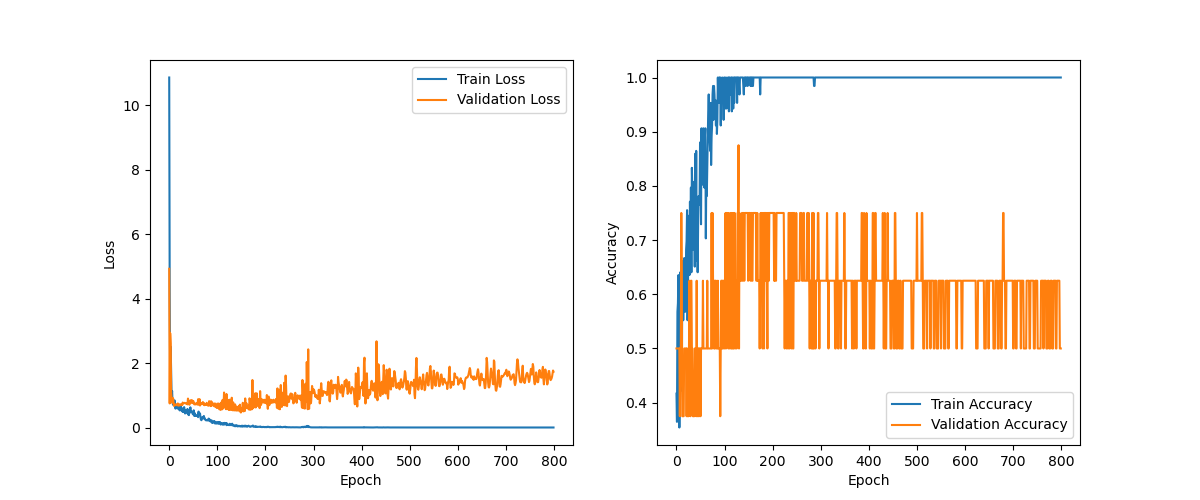 Train Loss
Validation Loss
10
8
6
4
2
0
Loss
0 100 200 300 400 500 600 700 800
Epoch
1.0
0.9
0.8
0.7
0.6
0.5
0.4
Accuracy
Train Accuracy
Validation Accuracy
0 100 200 300 400 500 600 700 800
Epoch